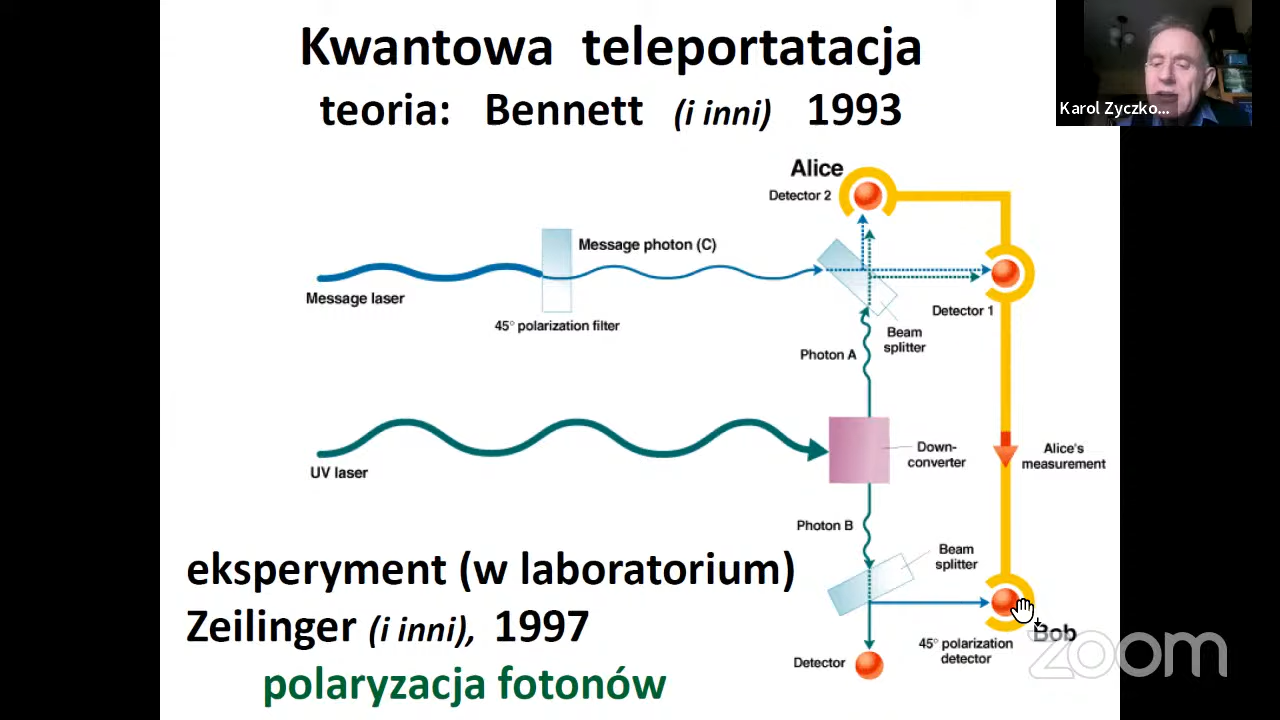 Kwantowa teleportatacja
teoria: Bennett (i inni) 1993
Karol Zyczko...
Alice
Detector 2
Message photon (C)
Message laser
45° polarization filter
Detector 1
Beam
splitter
Photon A
Down-
converter
Alice's
measurement
UV laser
Photon B
Beam
splitter
eksperyment (w laboratorium)
Zeilinger (i inni), 1997
polaryzacja fotonów
Bob
45° polarization
detector
Detector
zoom